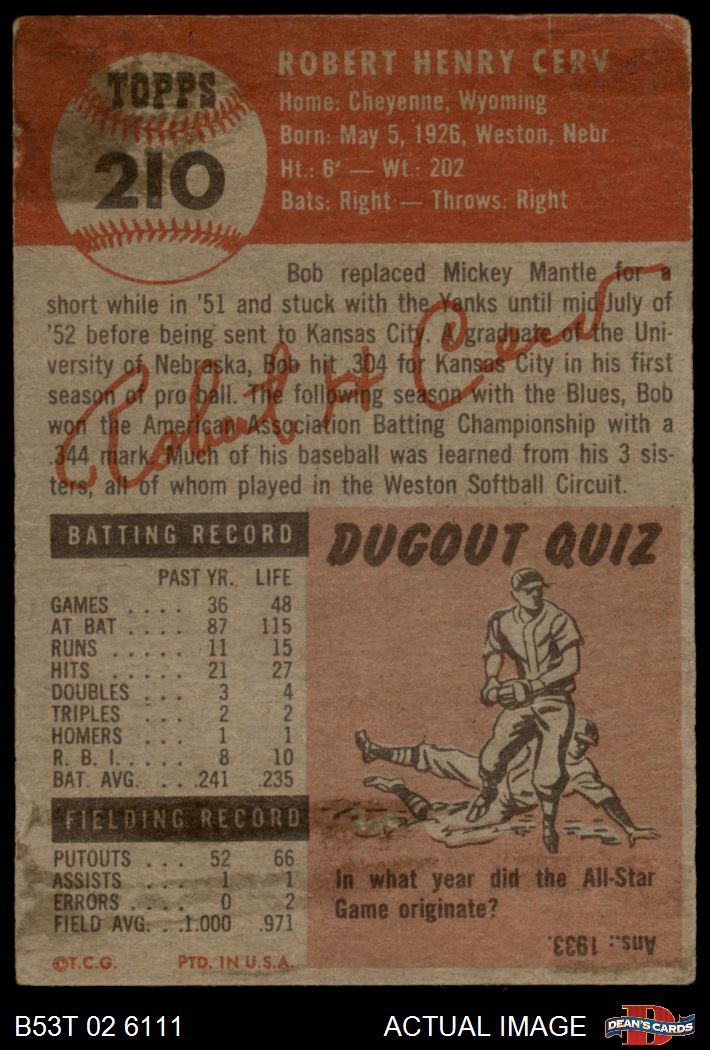 TOPPS
210
ROBERT HENRY CERV
Home: Cheyenne, Wyoming
Born: May 5, 1926, Weston, Nebr.
Ht.: 6' — Wt.: 202
Bats: Right — Throws: Right
Bob replaced Mickey Mantle for a
short while in '51 and stuck with the Yanks until mid-July of
'52 before being sent to Kansas City. A graduate of the Uni-
versity of Nebraska, Bob hit .304 for Kansas City in his first
season of pro ball. The following season with the Blues, Bob
won the American Association Batting Championship with a
.344 mark. Much of his baseball was learned from his 3 sis-
ters, all of whom played in the Weston Softball Circuit.
Robert H Cerv
BATTING RECORD
PAST YR. LIFE
GAMES .... 36 48
AT BAT .... 87 115
RUNS ..... 11 15
HITS ..... 21 27
DOUBLES ... 3 4
TRIPLES ... 2 2
HOMERS ... 1 1
R. B. I. .... 8 10
BAT. AVG. ... .241 .235
FIELDING RECORD
PUTOUTS ... 52 66
ASSISTS ... 1 1
ERRORS ... 0 2
FIELD AVG. ..1.000 .971
©T.C.G. PTD. IN U.S.A.
DUGOUT QUIZ
In what year did the All-Star
Game originate?
Ans.: 1933.
B53T 02 6111
ACTUAL IMAGE
D
DEAN'S CARDS